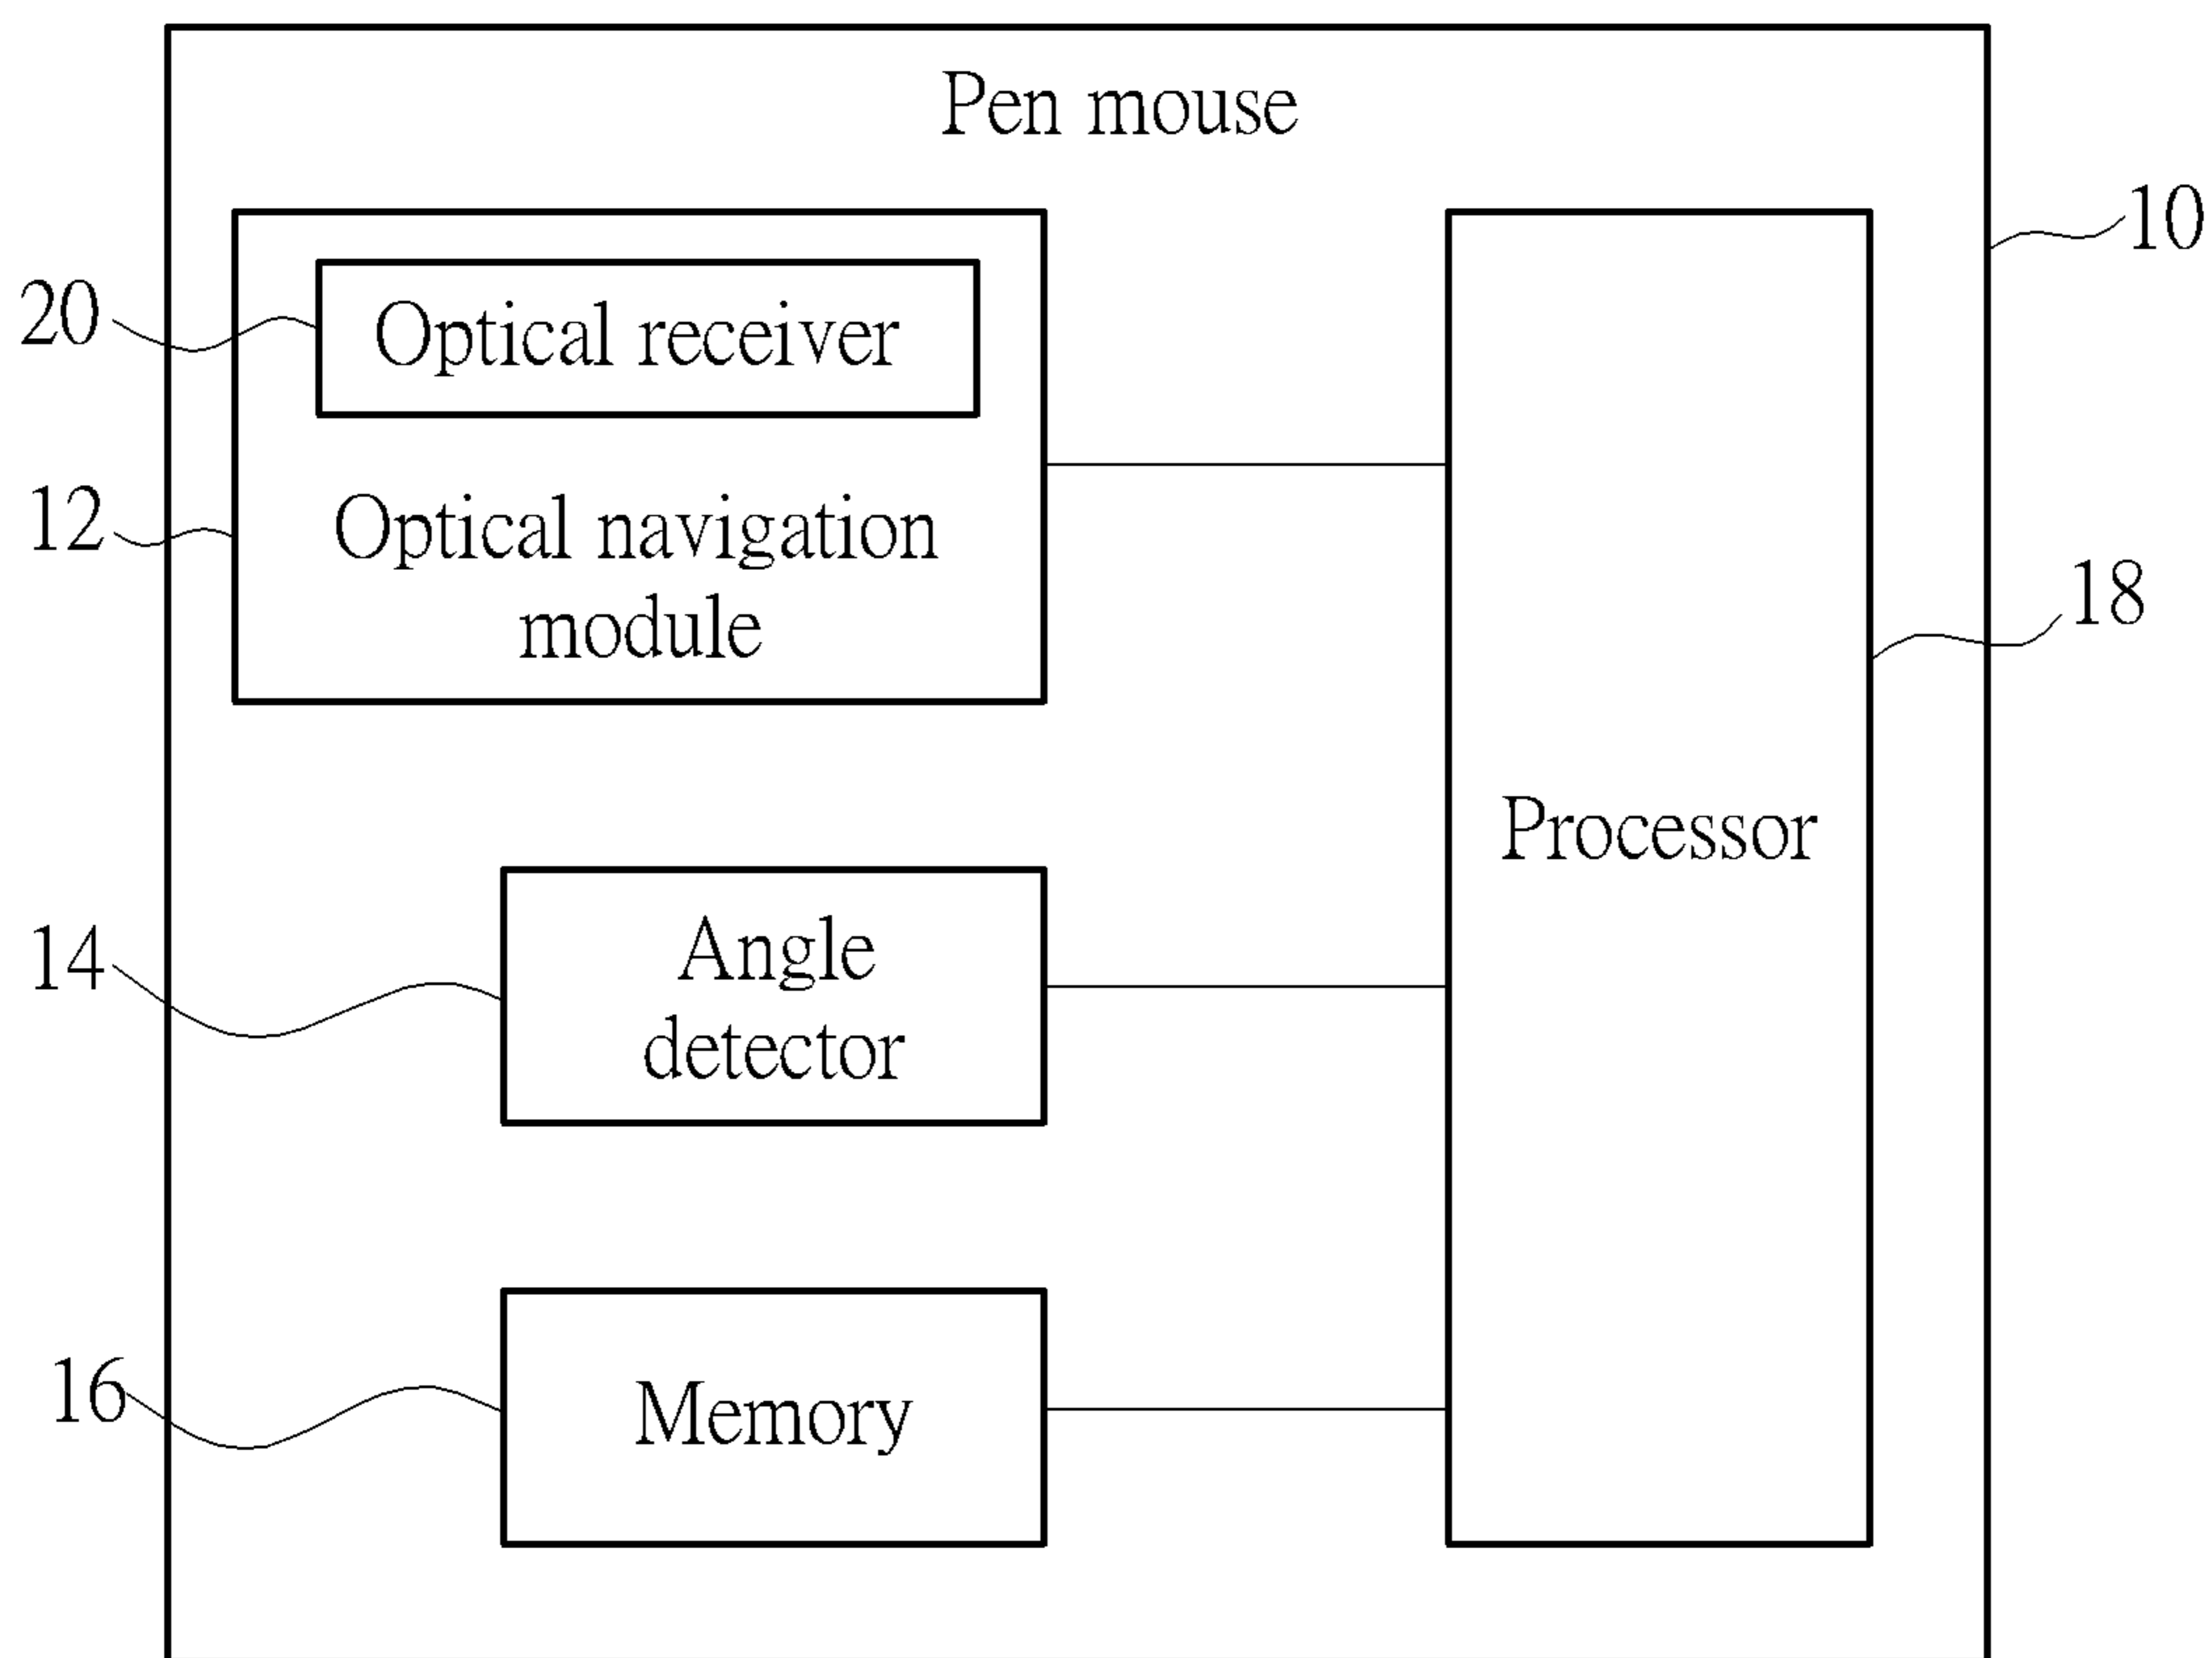 Pen mouse
10
20
Optical receiver
12
Optical navigation
module
18
Processor
14
Angle
detector
16
Memory